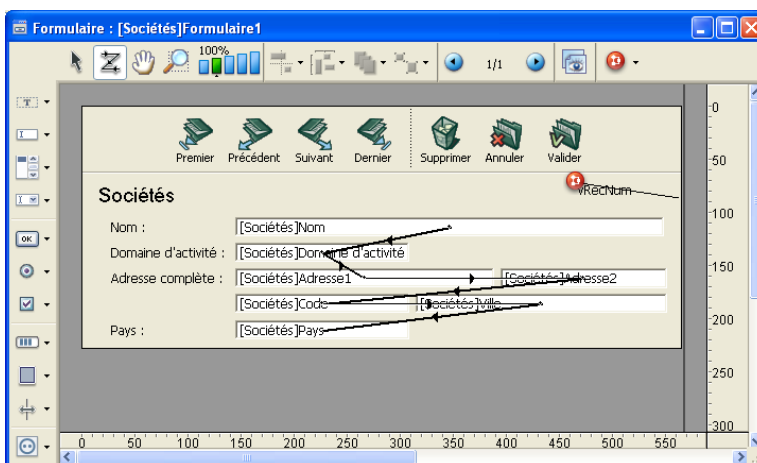 Formulaire : [Sociétés]Formulaire1
100%
1/1
Premier Précédent Suivant Dernier Supprimer Annuler Valider
vRecNum
Sociétés
Nom : [Sociétés]Nom
Domaine d'activité : [Sociétés]Domaine d'activité
Adresse complète : [Sociétés]Adresse1 [Sociétés]Adresse2
[Sociétés]Code [Sociétés]Ville
Pays : [Sociétés]Pays
OK
0
50
100
150
200
250
300
0 50 100 150 200 250 300 350 400 450 500 550